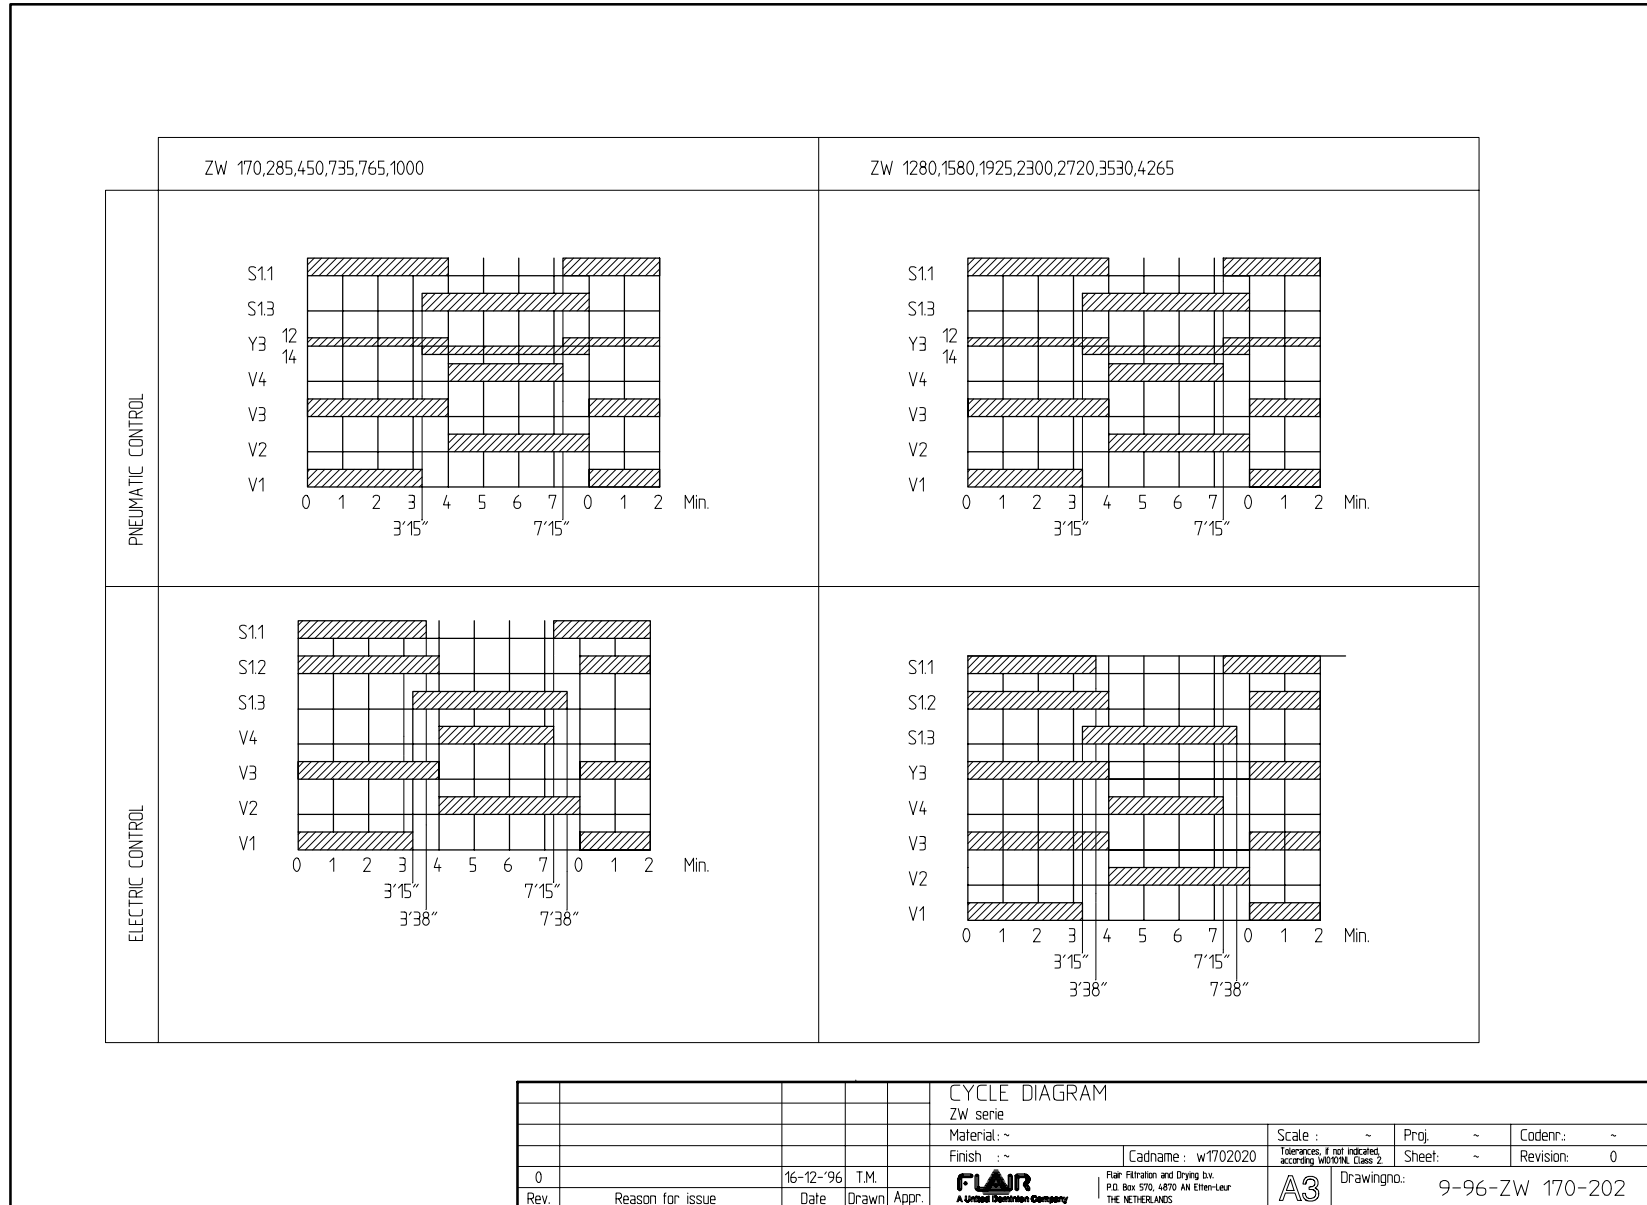 ZW 170,285,450,735,765,1000
ZW 1280,1580,1925,2300,2720,3530,4265
PNEUMATIC CONTROL
S1.1
S1.3
Y3 12
14
V4
V3
V2
V1
0 1 2 3 4 5 6 7 0 1 2 Min.
3'15" 7'15"
S1.1
S1.3
Y3 12
14
V4
V3
V2
V1
0 1 2 3 4 5 6 7 0 1 2 Min.
3'15" 7'15"
ELECTRIC CONTROL
S1.1
S1.2
S1.3
V4
V3
V2
V1
0 1 2 3 4 5 6 7 0 1 2 Min.
3'15" 7'15"
3'38" 7'38"
S1.1
S1.2
S1.3
Y3
V4
V3
V2
V1
0 1 2 3 4 5 6 7 0 1 2 Min.
3'15" 7'15"
3'38" 7'38"
CYCLE DIAGRAM
ZW serie
Material: ~ Scale : ~ Proj. ~ Codenr.: ~
Finish : ~ Cadname : w1702020 Tolerances, if not indicated, according WI0101NL Class 2. Sheet: ~ Revision: 0
0 16-12-'96 T.M.
Rev. Reason for issue Date Drawn Appr.
FLAIR
A United Dominion Company
Flair Filtration and Drying b.v.
P.O. Box 570, 4870 AN Etten-Leur
THE NETHERLANDS
A3
Drawingno.: 9-96-ZW 170-202